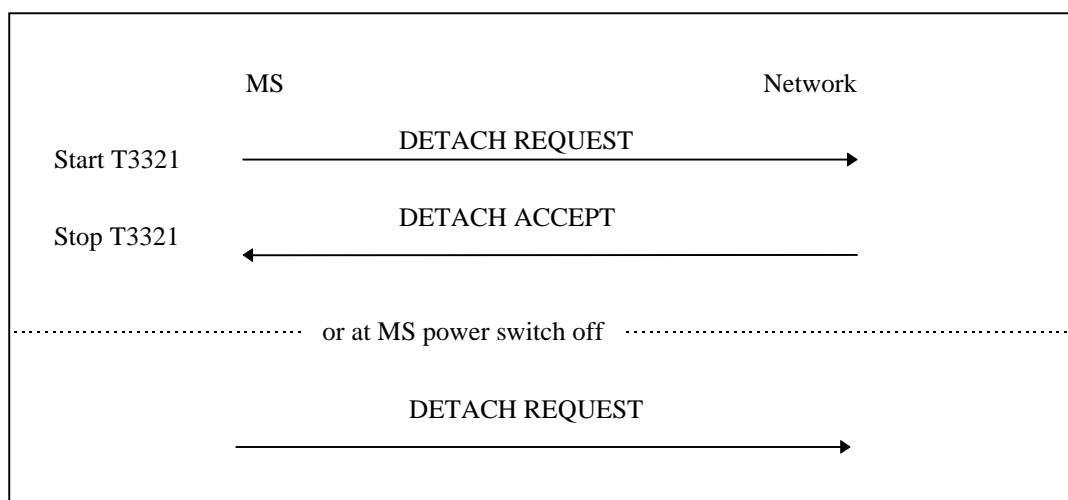 MS Network
Start T3321 DETACH REQUEST
Stop T3321 DETACH ACCEPT
or at MS power switch off
DETACH REQUEST